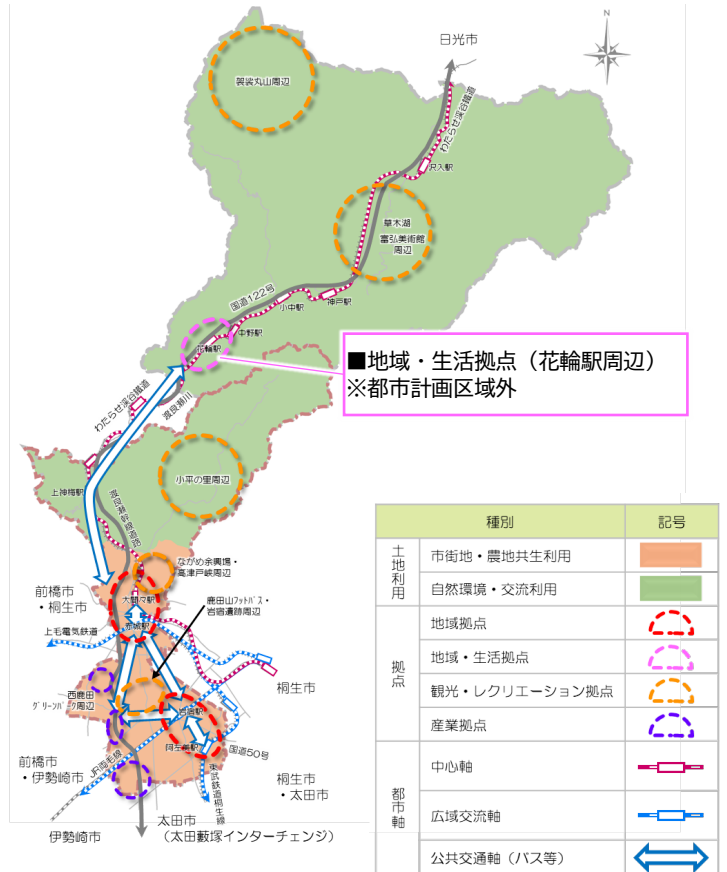 N
日光市
袈裟丸山周辺
わたらせ渓谷鐵道
沢入駅
草木湖
富弘美術館
周辺
国道122号
神戸駅
小中駅
中野駅
花輪駅
■地域・生活拠点（花輪駅周辺）
※都市計画区域外
わたらせ渓谷鐵道
渡良瀬川
小平の里周辺
上神梅駅
渡良瀬幹線道路
ながめ余興場・
高津戸峡周辺
前橋市
・桐生市
大間々駅
鹿田山フットパス・
岩宿遺跡周辺
赤城駅
上毛電気鉄道
桐生市
西鹿田
グリーンパーク周辺
岩宿駅
阿左美駅
国道50号
前橋市
・伊勢崎市
JR両毛線
東武鉄道桐生線
桐生市
・太田市
伊勢崎市
太田市
（太田藪塚インターチェンジ）
種別
記号
土地利用
市街地・農地共生利用
自然環境・交流利用
拠点
地域拠点
地域・生活拠点
観光・レクリエーション拠点
産業拠点
都市軸
中心軸
広域交流軸
公共交通軸（バス等）